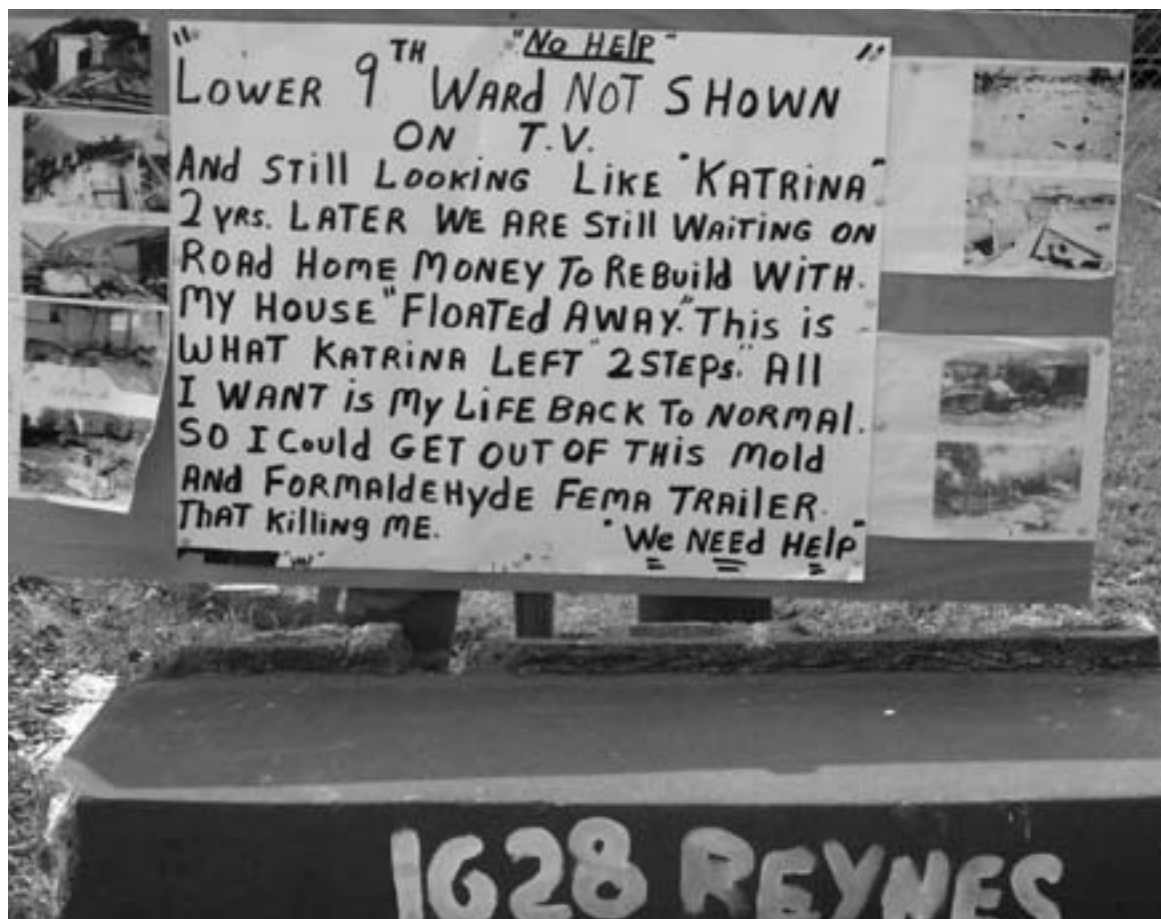 "No HElp"
LOWER 9TH WARd NOT SHOWN
ON T.V.
ANd STill LOOKiNG LiKE "KATRiNA"
2 YRS. LATER WE ARE STill WAiTiNG ON
ROAd HOME MONEY TO REBUild WiTH.
MY HOUSE "FlOATEd AWAY." THis is
WHAT KATRiNA LEFT "2 STEPs." All
I WANT is My LiFE BACK TO NORMAl.
SO I Could GET OUT OF THis Mold
ANd FORMAldEHydE FEMA TRAilER.
THAT Killing ME. "We NEEd HElp"
1628 REYNES